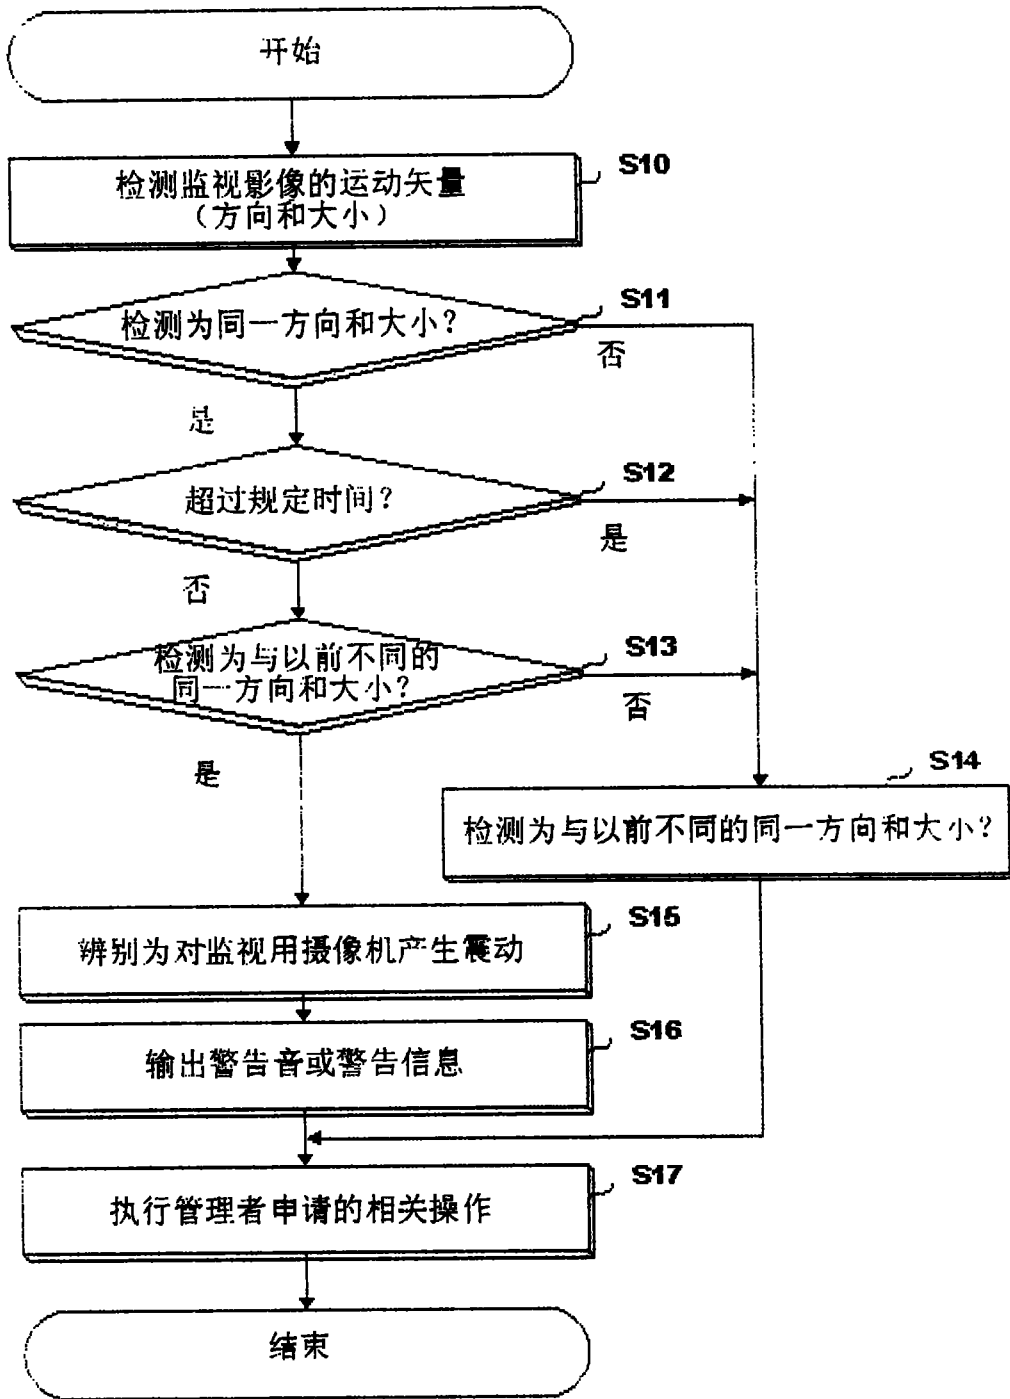 开始
S10
检测监视影像的运动矢量
（方向和大小）
S11
检测为同一方向和大小？
否
是
S12
超过规定时间？
是
否
S13
检测为与以前不同的
同一方向和大小？
否
是
S14
检测为与以前不同的同一方向和大小？
S15
辨别为对监视用摄像机产生震动
S16
输出警告音或警告信息
S17
执行管理者申请的相关操作
结束